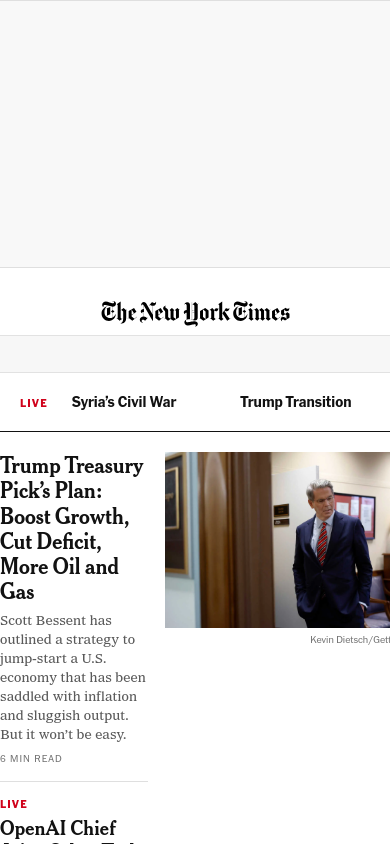 The New York Times
LIVE Syria’s Civil War Trump Transition
Trump Treasury
Pick’s Plan:
Boost Growth,
Cut Deficit,
More Oil and
Gas
Scott Bessent has
outlined a strategy to
jump-start a U.S.
economy that has been
saddled with inflation
and sluggish output.
But it won’t be easy.
6 MIN READ
Kevin Dietsch/Gett
LIVE
OpenAI Chief